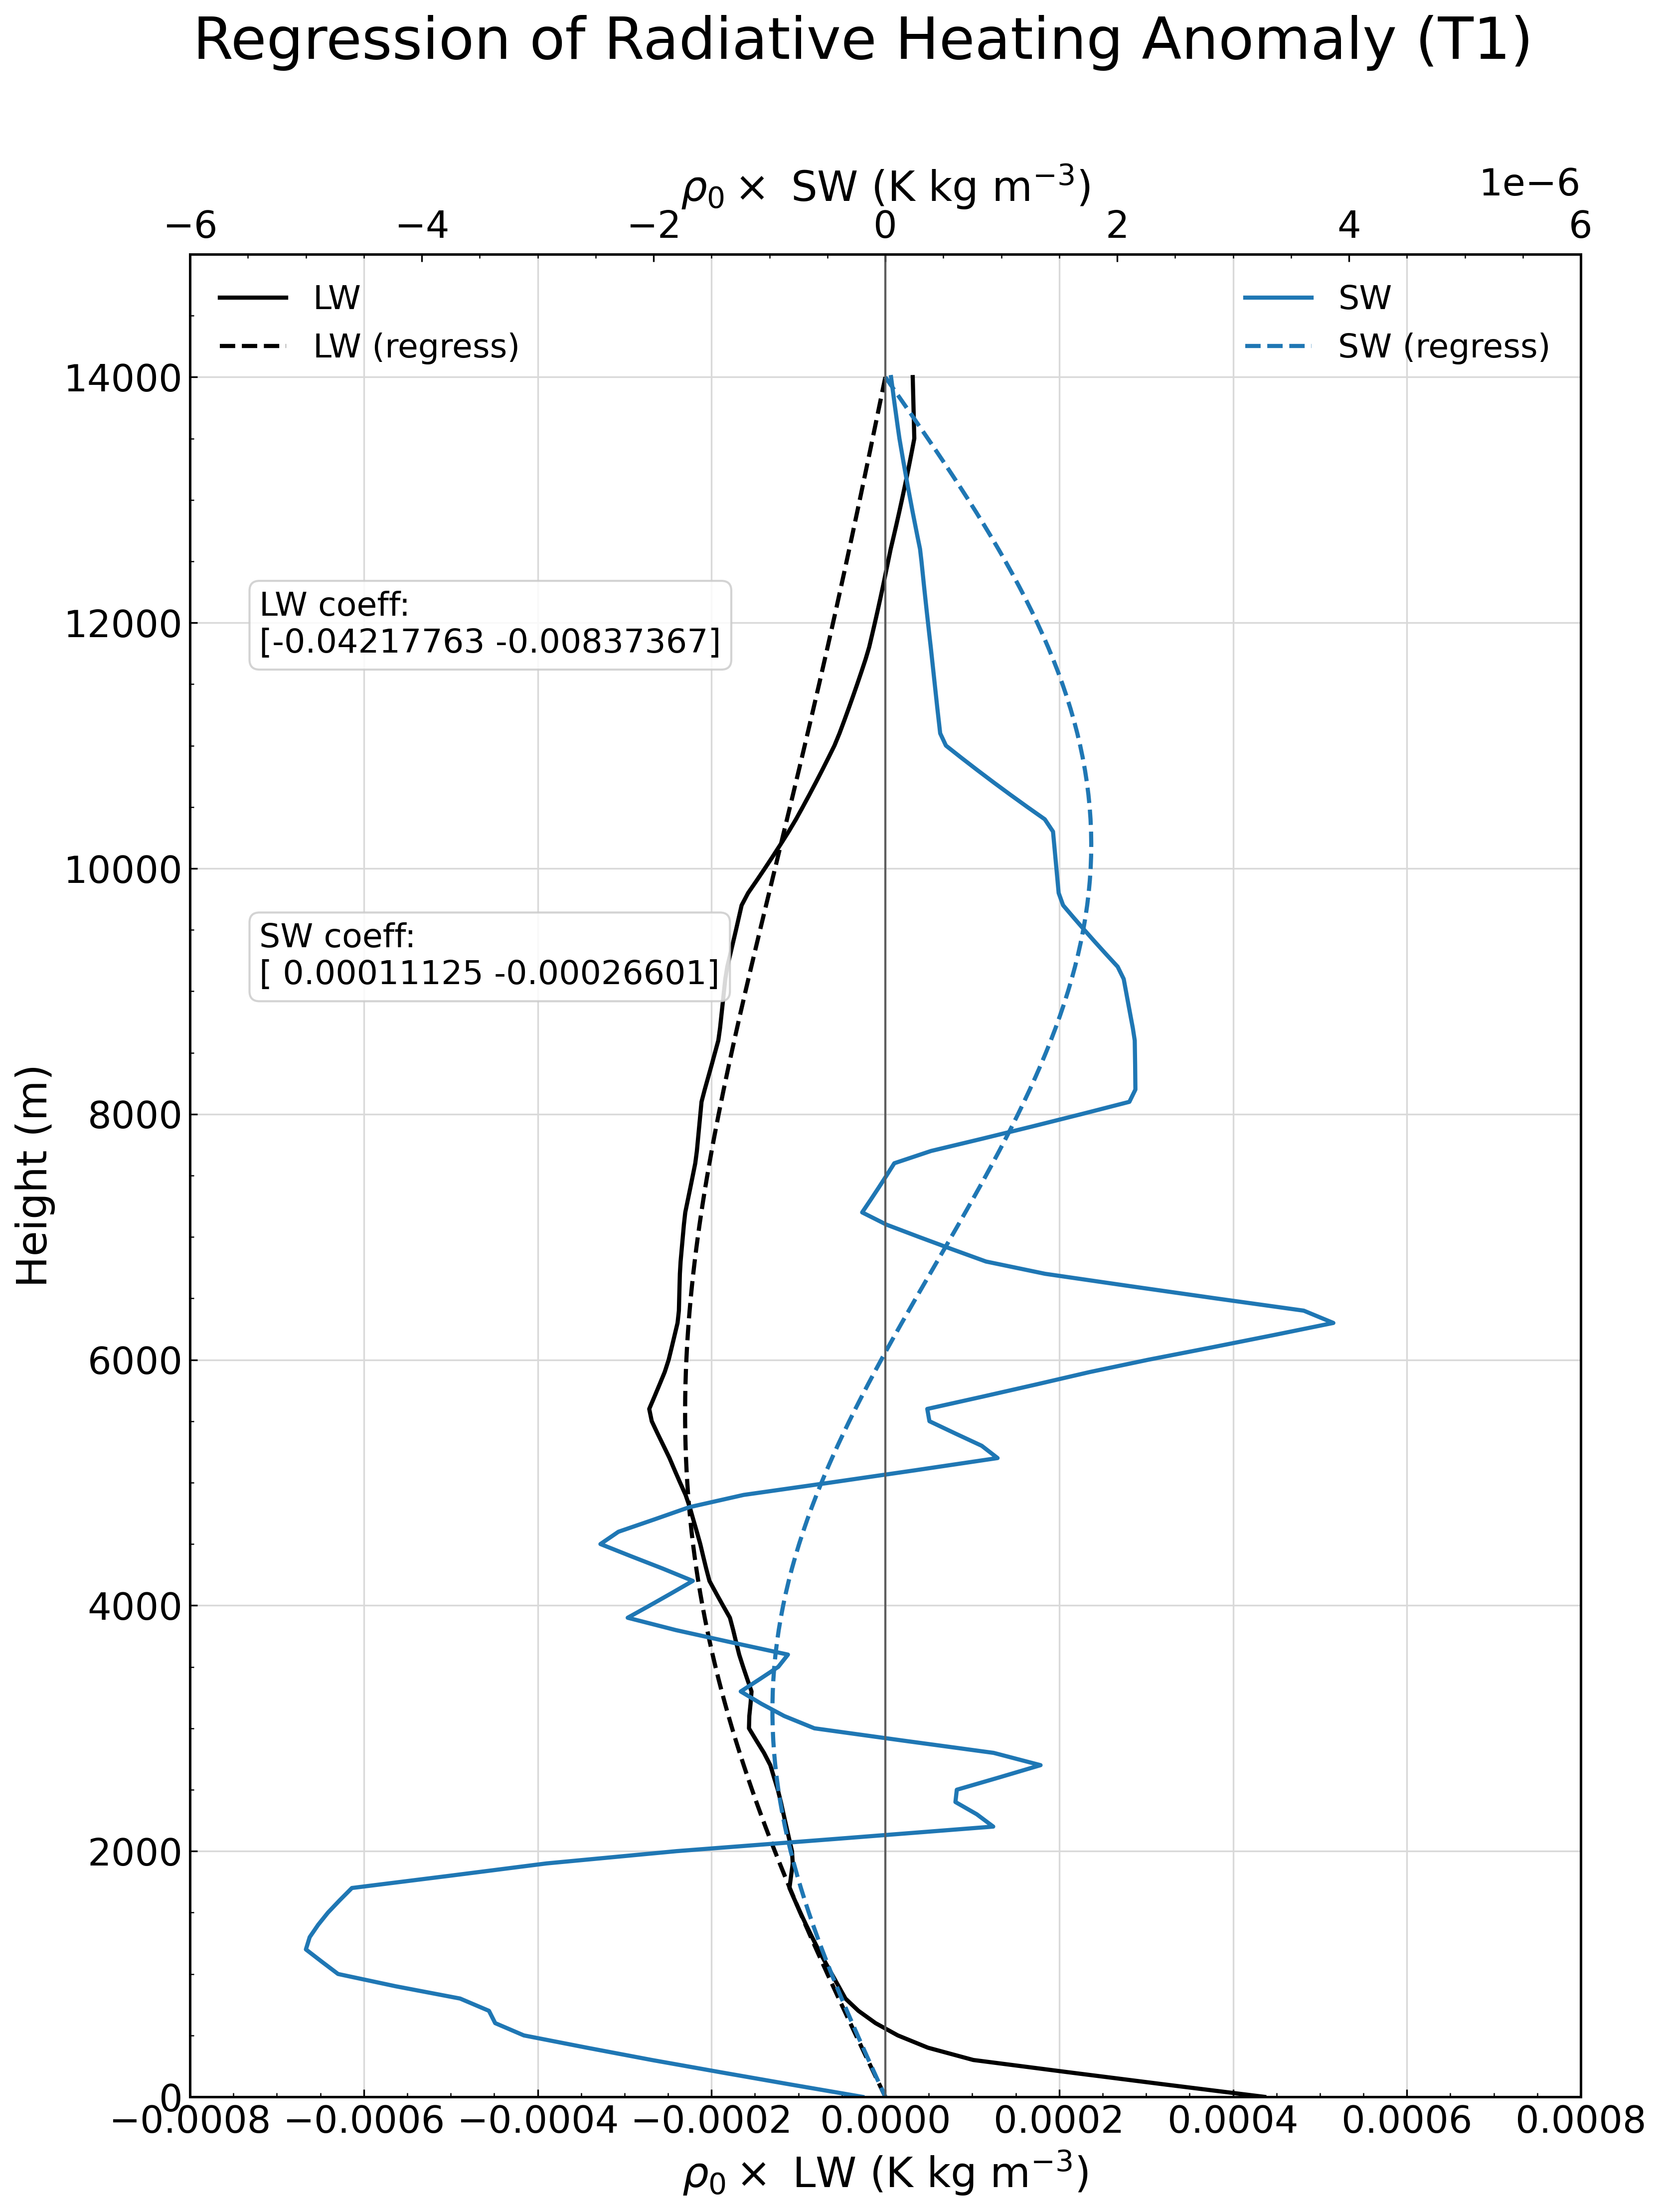 Regression of Radiative Heating Anomaly (T1)
ρ₀ × SW (K kg m⁻³)
1e−6
−6 −4 −2 0 2 4 6
LW
LW (regress)
SW
SW (regress)
14000
12000
10000
8000
6000
4000
2000
0
LW coeff:
[-0.04217763 -0.00837367]
SW coeff:
[ 0.00011125 -0.00026601]
Height (m)
−0.0008 −0.0006 −0.0004 −0.0002 0.0000 0.0002 0.0004 0.0006 0.0008
ρ₀ × LW (K kg m⁻³)